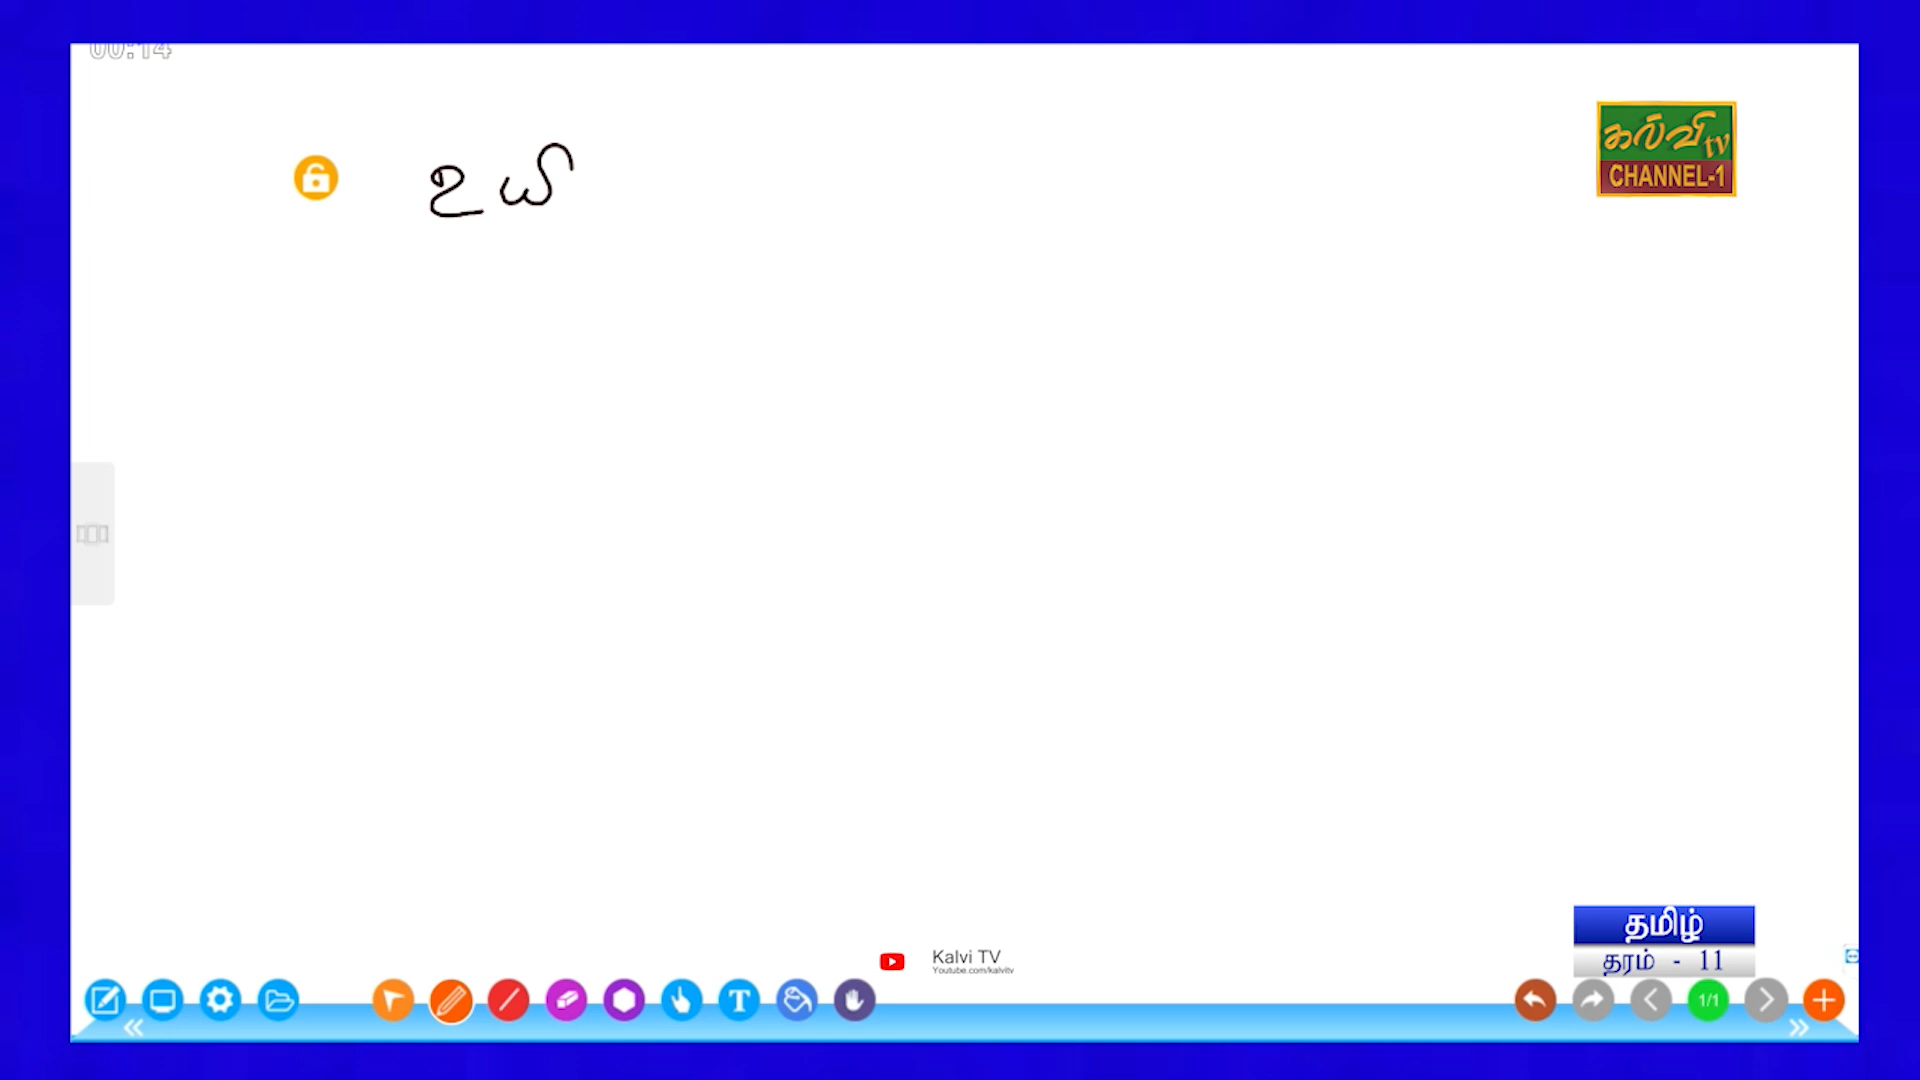 00:14
உயி
கல்வி tv
CHANNEL-1
Kalvi TV
Youtube.com/kalvitv
தமிழ்
தரம் - 11
T
1/1